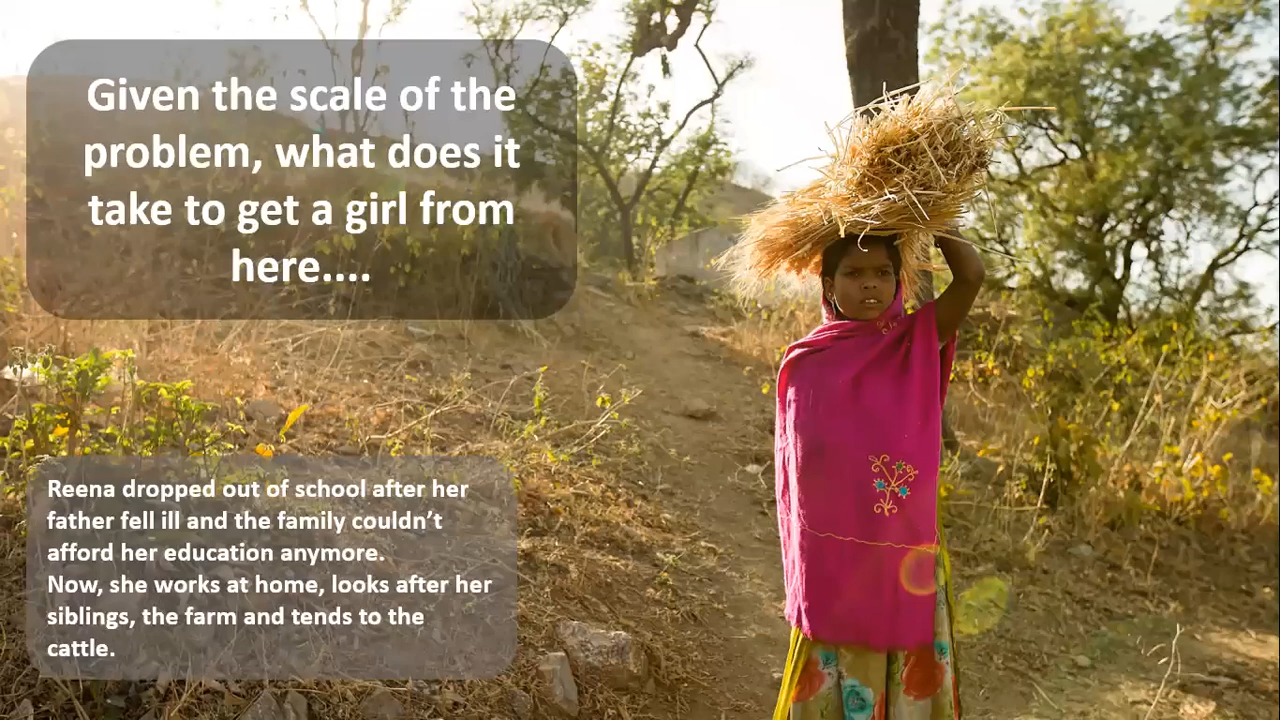 Given the scale of the
problem, what does it
take to get a girl from
here....
Reena dropped out of school after her
father fell ill and the family couldn’t
afford her education anymore.
Now, she works at home, looks after her
siblings, the farm and tends to the
cattle.